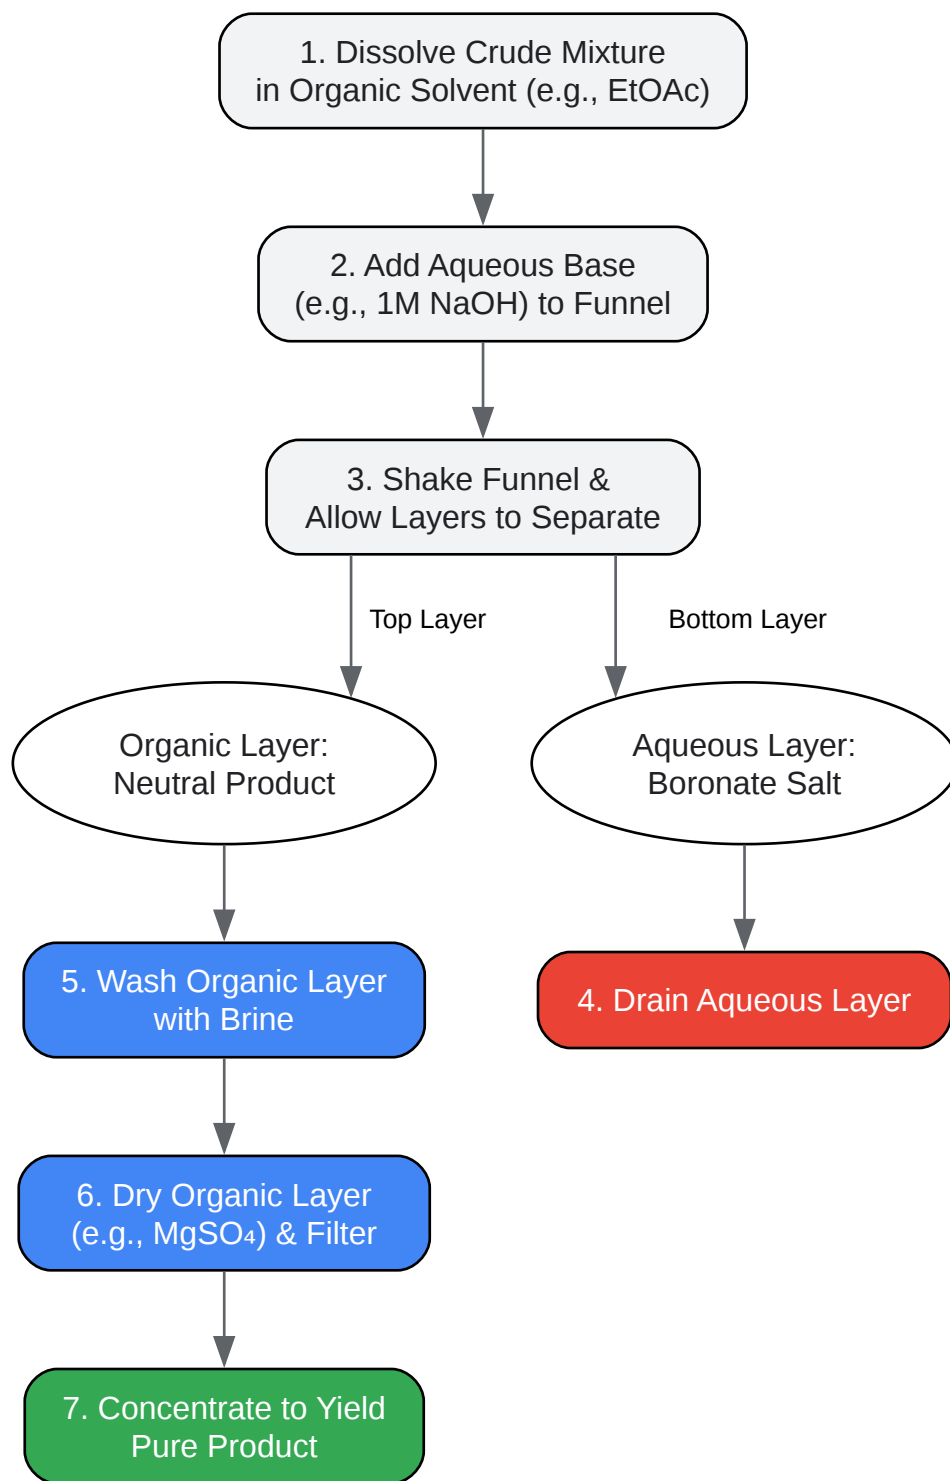 1. Dissolve Crude Mixture
in Organic Solvent (e.g., EtOAc)
2. Add Aqueous Base
(e.g., 1M NaOH) to Funnel
3. Shake Funnel &
Allow Layers to Separate
Top Layer
Bottom Layer
Organic Layer:
Neutral Product
Aqueous Layer:
Boronate Salt
5. Wash Organic Layer
with Brine
4. Drain Aqueous Layer
6. Dry Organic Layer
(e.g., MgSO₄) & Filter
7. Concentrate to Yield
Pure Product